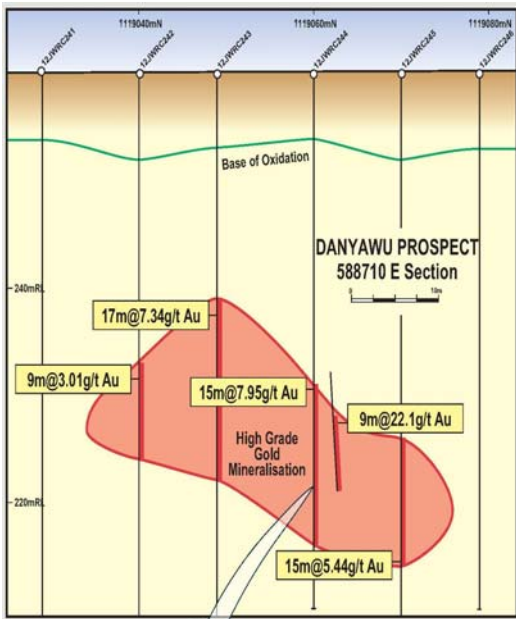 1119040mN 1119060mN 1119080mN
12JWRC241 12JWRC242 12JWRC243 12JWRC244 12JWRC245 12JWRC246
Base of Oxidation
DANYAWU PROSPECT
588710 E Section
0 10m
240mRL
17m@7.34g/t Au
9m@3.01g/t Au
15m@7.95g/t Au
9m@22.1g/t Au
High Grade
Gold
Mineralisation
220mRL
15m@5.44g/t Au